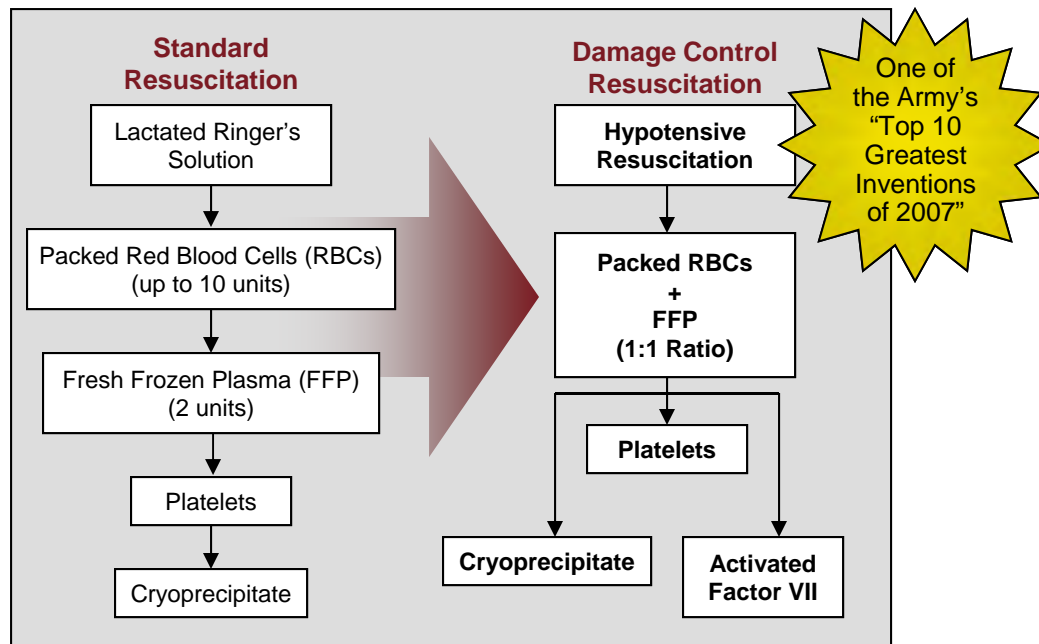 Standard
Resuscitation
Lactated Ringer's
Solution
Packed Red Blood Cells (RBCs)
(up to 10 units)
Fresh Frozen Plasma (FFP)
(2 units)
Platelets
Cryoprecipitate
Damage Control
Resuscitation
Hypotensive
Resuscitation
Packed RBCs
+
FFP
(1:1 Ratio)
Platelets
Cryoprecipitate
Activated
Factor VII
One of
the Army’s
“Top 10
Greatest
Inventions
of 2007”